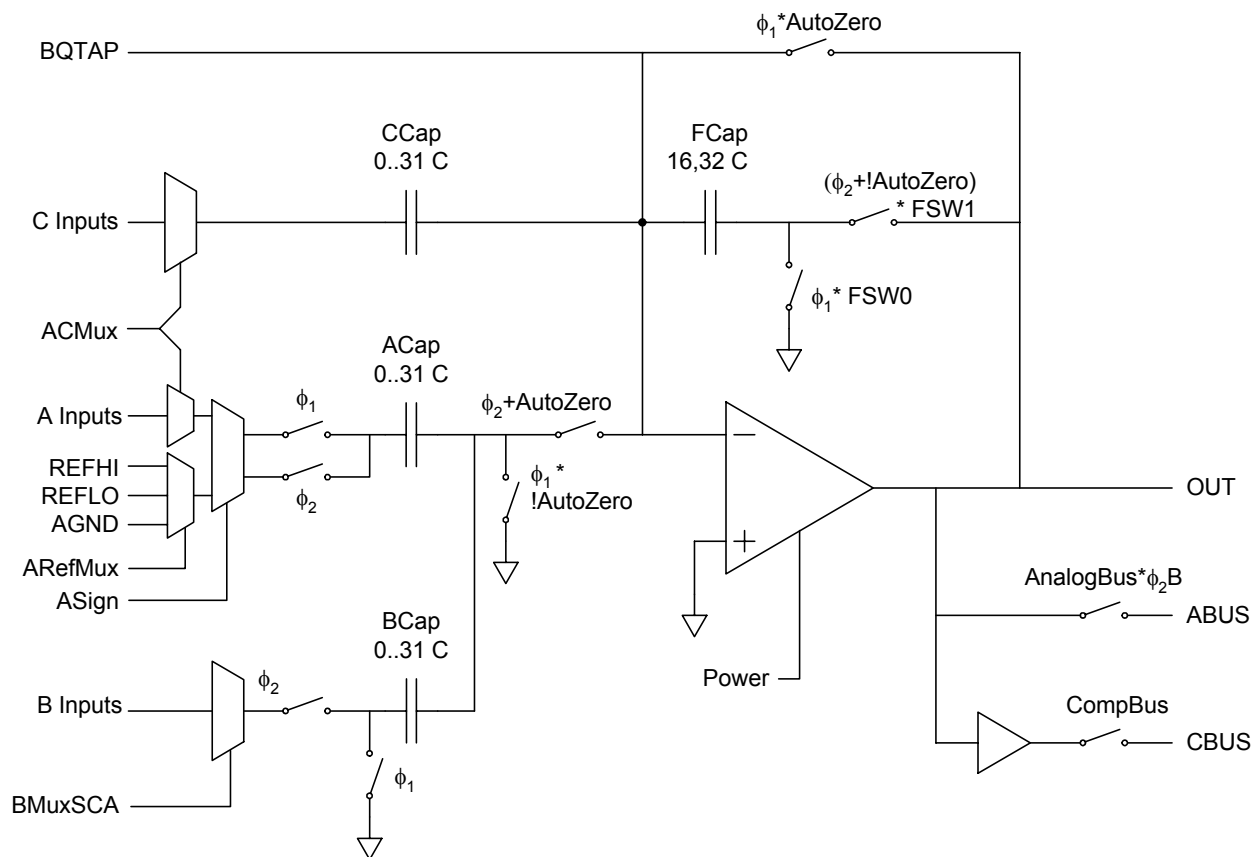 ϕ1*AutoZero
BQTAP
CCap
0..31 C
FCap
16,32 C
(ϕ2+!AutoZero)
* FSW1
C Inputs
ϕ1* FSW0
ACMux
ACap
0..31 C
A Inputs
ϕ1
ϕ2+AutoZero
REFHI
REFLO
AGND
ϕ2
ϕ1*
!AutoZero
OUT
ARefMux
ASign
AnalogBus*ϕ2B
ABUS
BCap
0..31 C
Power
B Inputs
ϕ2
CompBus
CBUS
ϕ1
BMuxSCA